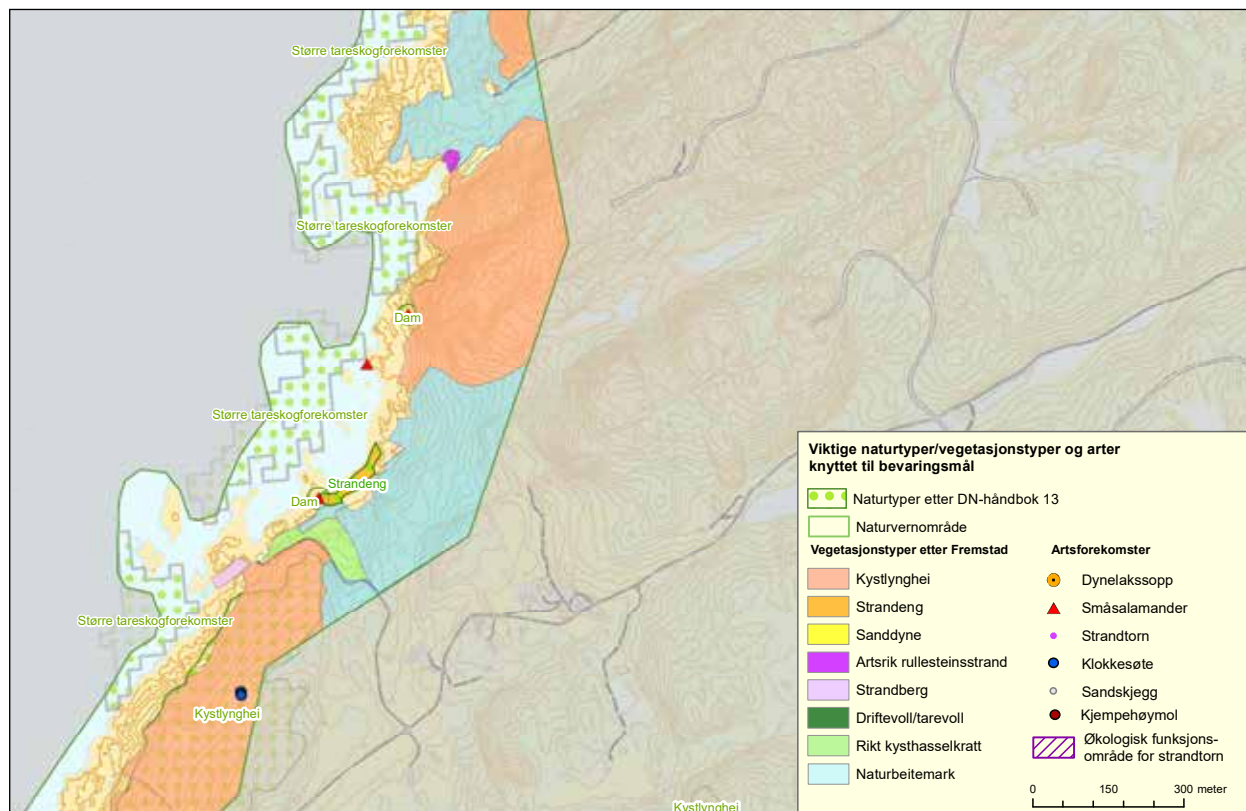 Større tareskogforekomster
Større tareskogforekomster
Dam
Større tareskogforekomster
Strandeng
Dam
Større tareskogforekomster
Kystlynghei
Kystlynghei
Viktige naturtyper/vegetasjonstyper og arter
knyttet til bevaringsmål
Naturtyper etter DN-håndbok 13
Naturvernområde
Vegetasjonstyper etter Fremstad
Kystlynghei
Strandeng
Sanddyne
Artsrik rullesteinsstrand
Strandberg
Driftevoll/tarevoll
Rikt kysthasselkratt
Naturbeitemark
Artsforekomster
Dynelakssopp
Småsalamander
Strandtorn
Klokkesøte
Sandskjegg
Kjempehøymol
Økologisk funksjons-
område for strandtorn
0 150 300 meter